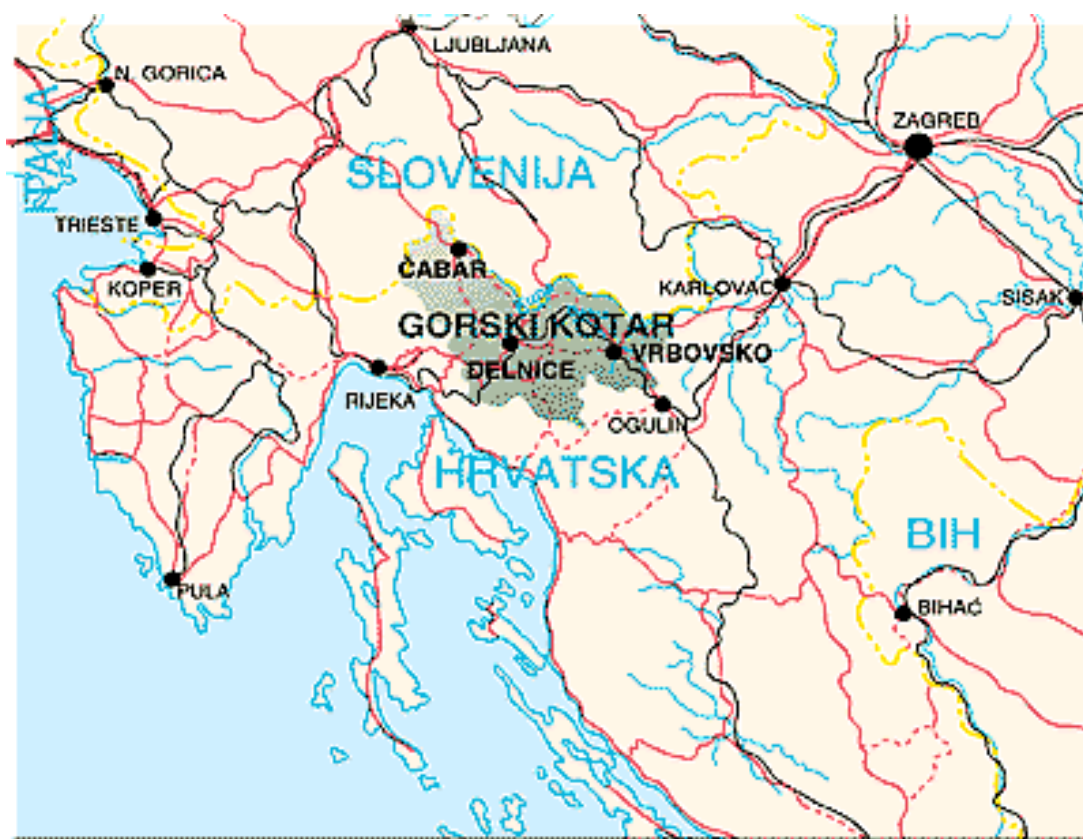 LJUBLJANA
N. GORICA
ZAGREB
SLOVENIJA
TRIESTE
ČABAR
KOPER
KARLOVAC
SISAK
GORSKI KOTAR
VRBOVSKO
DELNICE
RIJEKA
OGULIN
HRVATSKA
BIH
PULA
BIHAĆ